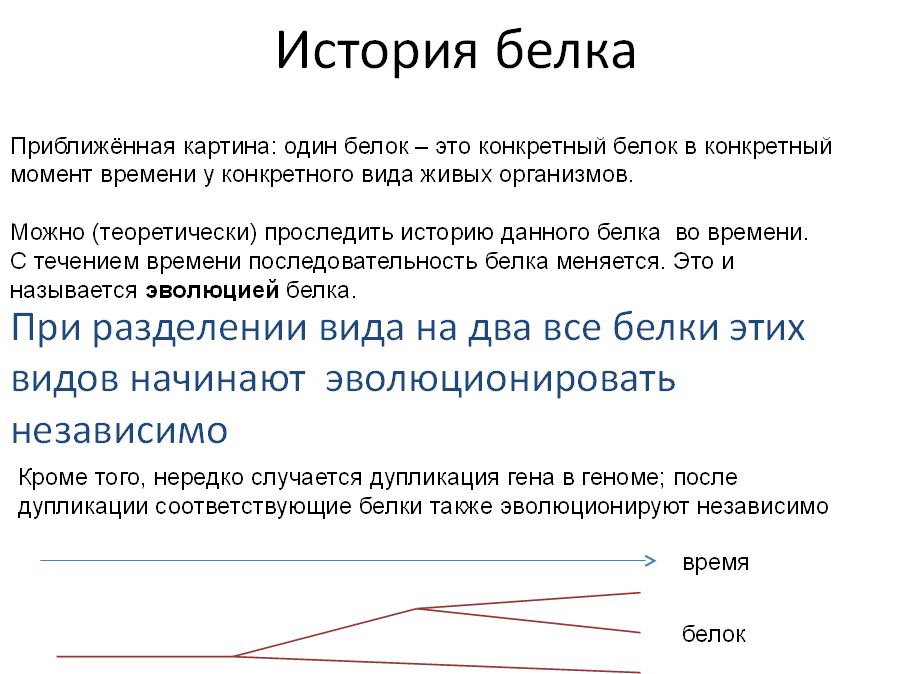 История белка
Приближённая картина: один белок – это конкретный белок в конкретный
момент времени у конкретного вида живых организмов.
Можно (теоретически) проследить историю данного белка во времени.
С течением времени последовательность белка меняется. Это и
называется эволюцией белка.
При разделении вида на два все белки этих
видов начинают эволюционировать
независимо
Кроме того, нередко случается дупликация гена в геноме; после
дупликации соответствующие белки также эволюционируют независимо
время
белок